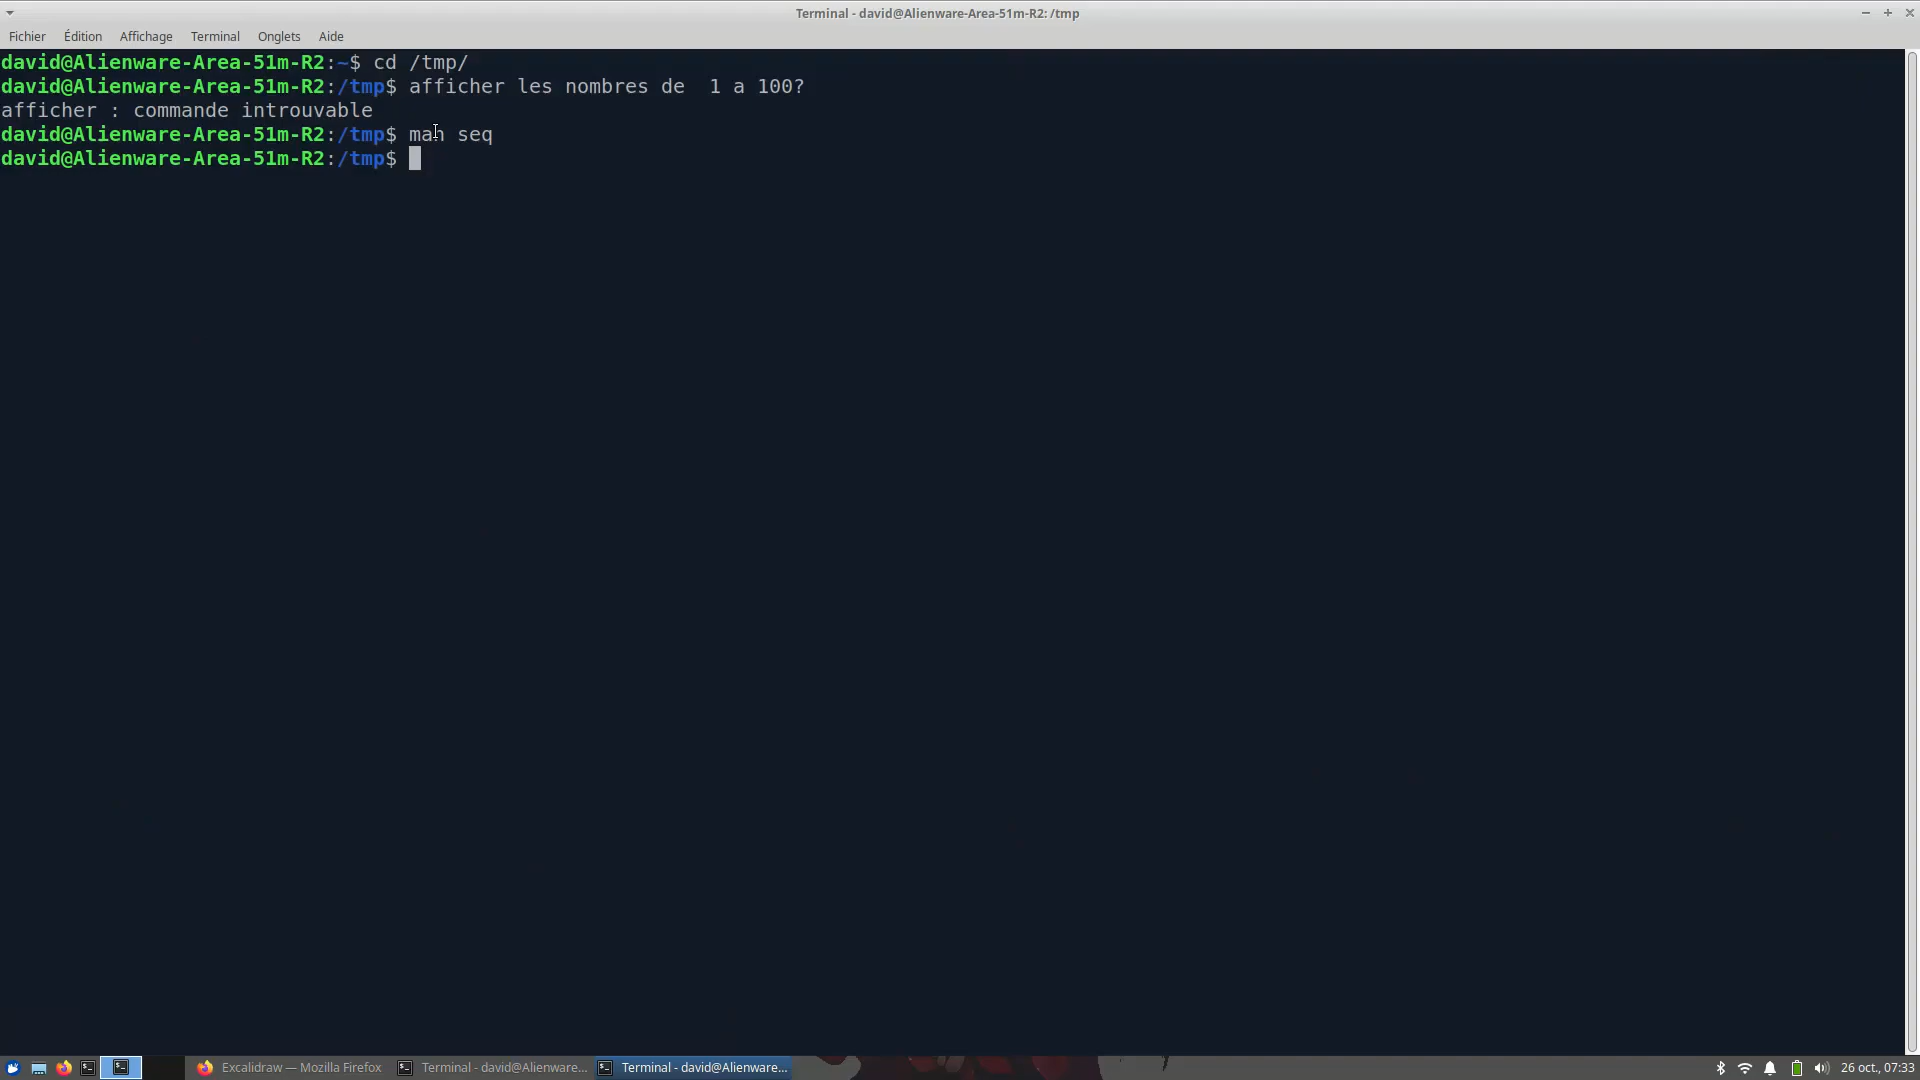 Terminal - david@Alienware-Area-51m-R2: /tmp
Fichier Édition Affichage Terminal Onglets Aide
david@Alienware-Area-51m-R2:~$ cd /tmp/
david@Alienware-Area-51m-R2:/tmp$ afficher les nombres de  1 a 100?
afficher : commande introuvable
david@Alienware-Area-51m-R2:/tmp$ man seq
david@Alienware-Area-51m-R2:/tmp$
Excalidraw — Mozilla Firefox Terminal - david@Alienware... Terminal - david@Alienware... 26 oct., 07:33